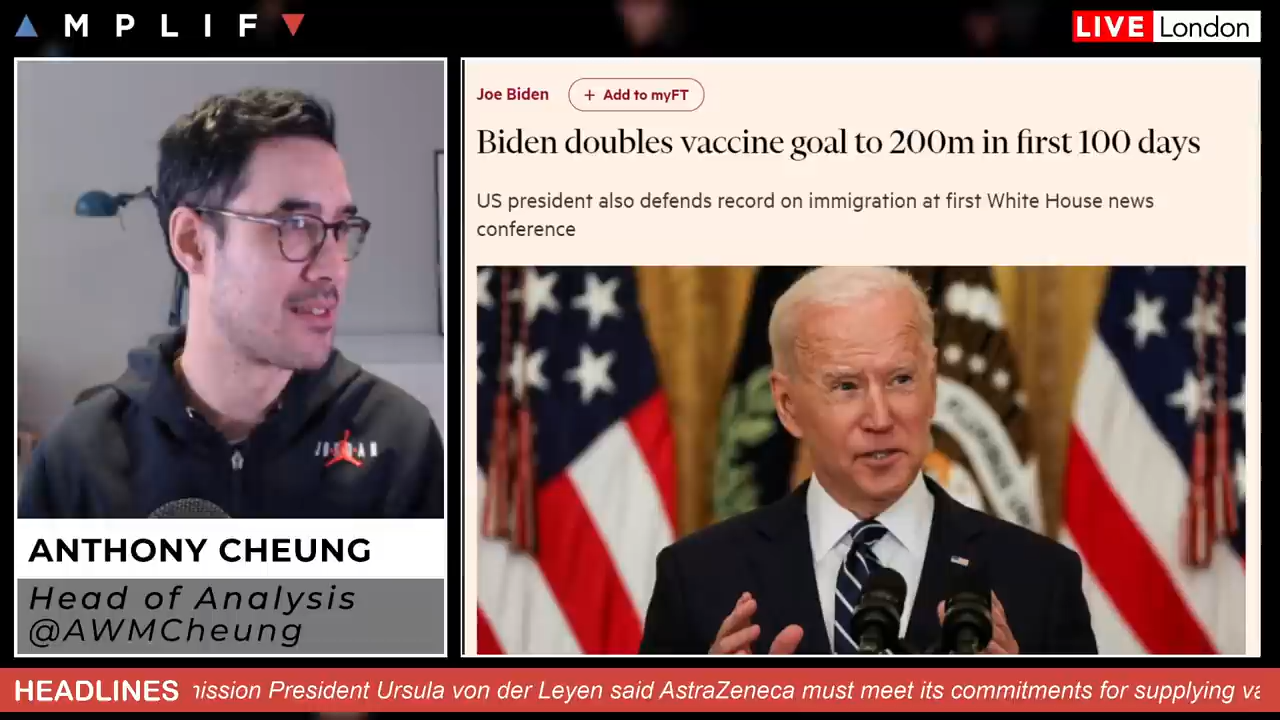 ▲ M P L I F ▼
LIVE London
Joe Biden
+ Add to myFT
Biden doubles vaccine goal to 200m in first 100 days
US president also defends record on immigration at first White House news
conference
JORDAN
ANTHONY CHEUNG
Head of Analysis
@AWMCheung
HEADLINES President Ursula von der Leyen said AstraZeneca must meet its commitments for supplying